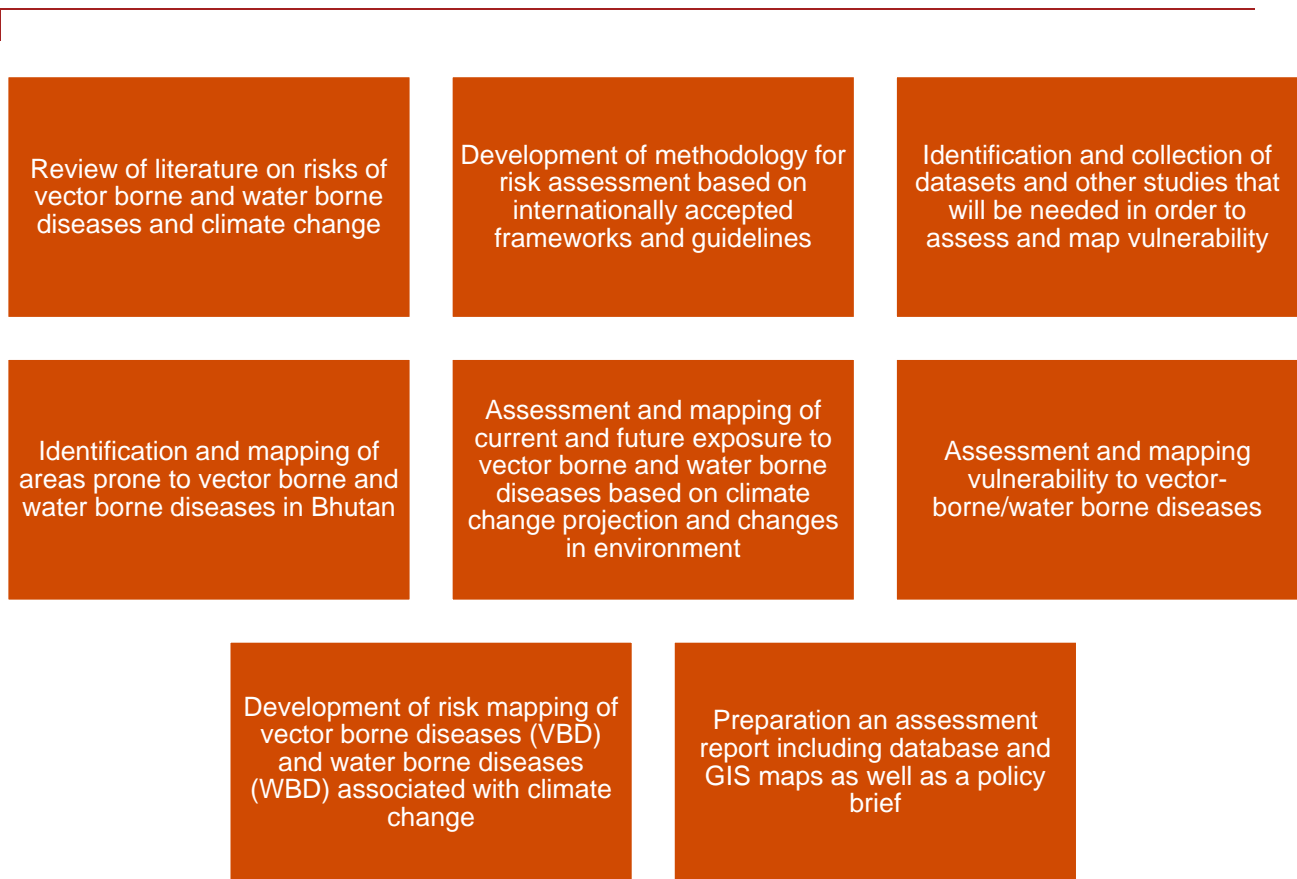 Review of literature on risks of
vector borne and water borne
diseases and climate change
Development of methodology for
risk assessment based on
internationally accepted
frameworks and guidelines
Identification and collection of
datasets and other studies that
will be needed in order to
assess and map vulnerability
Identification and mapping of
areas prone to vector borne and
water borne diseases in Bhutan
Assessment and mapping of
current and future exposure to
vector borne and water borne
diseases based on climate
change projection and changes
in environment
Assessment and mapping
vulnerability to vector-
borne/water borne diseases
Development of risk mapping of
vector borne diseases (VBD)
and water borne diseases
(WBD) associated with climate
change
Preparation an assessment
report including database and
GIS maps as well as a policy
brief